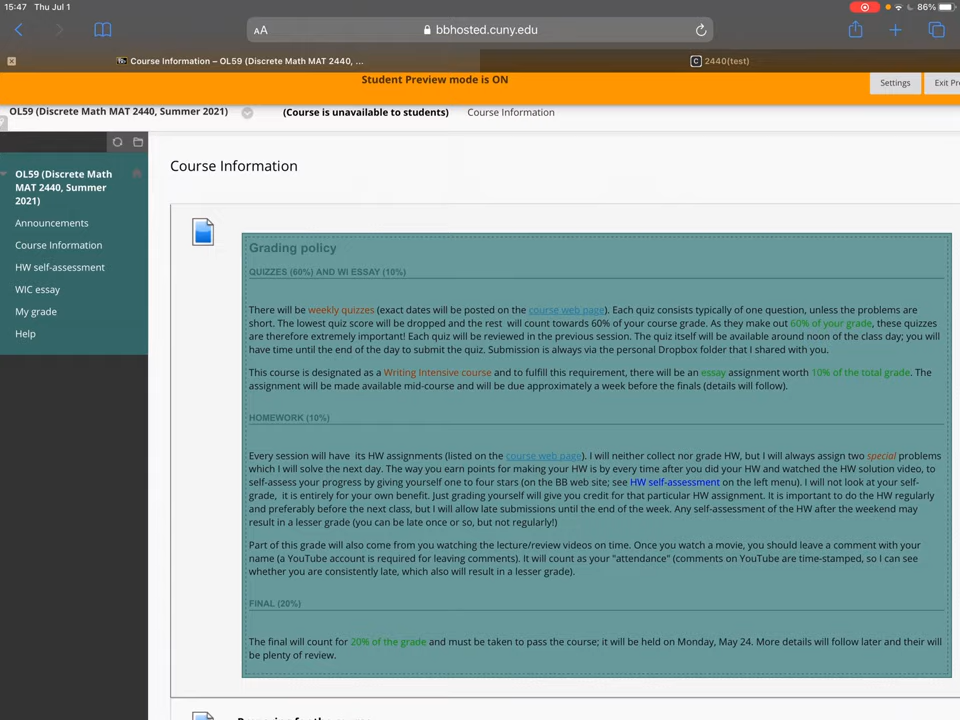 15:47 Thu Jul 1
86%
AA
bbhosted.cuny.edu
Course Information – OL59 (Discrete Math MAT 2440, ...
2440(test)
Student Preview mode is ON
Settings
Exit Pre
OL59 (Discrete Math MAT 2440, Summer 2021)
(Course is unavailable to students)
Course Information
OL59 (Discrete Math
MAT 2440, Summer
2021)
Announcements
Course Information
HW self-assessment
WIC essay
My grade
Help
Course Information
Grading policy
QUIZZES (60%) AND WI ESSAY (10%)
There will be weekly quizzes (exact dates will be posted on the course web page). Each quiz consists typically of one question, unless the problems are
short. The lowest quiz score will be dropped and the rest will count towards 60% of your course grade. As they make out 60% of your grade, these quizzes
are therefore extremely important! Each quiz will be reviewed in the previous session. The quiz itself will be available around noon of the class day; you will
have time until the end of the day to submit the quiz. Submission is always via the personal Dropbox folder that I shared with you.
This course is designated as a Writing Intensive course and to fulfill this requirement, there will be an essay assignment worth 10% of the total grade. The
assignment will be made available mid-course and will be due approximately a week before the finals (details will follow).
HOMEWORK (10%)
Every session will have its HW assignments (listed on the course web page). I will neither collect nor grade HW, but I will always assign two special problems
which I will solve the next day. The way you earn points for making your HW is by every time after you did your HW and watched the HW solution video, to
self-assess your progress by giving yourself one to four stars (on the BB web site; see HW self-assessment on the left menu). I will not look at your self-
grade, it is entirely for your own benefit. Just grading yourself will give you credit for that particular HW assignment. It is important to do the HW regularly
and preferably before the next class, but I will allow late submissions until the end of the week. Any self-assessment of the HW after the weekend may
result in a lesser grade (you can be late once or so, but not regularly!)
Part of this grade will also come from you watching the lecture/review videos on time. Once you watch a movie, you should leave a comment with your
name (a YouTube account is required for leaving comments). It will count as your "attendance" (comments on YouTube are time-stamped, so I can see
whether you are consistently late, which also will result in a lesser grade).
FINAL (20%)
The final will count for 20% of the grade and must be taken to pass the course; it will be held on Monday, May 24. More details will follow later and their will
be plenty of review.